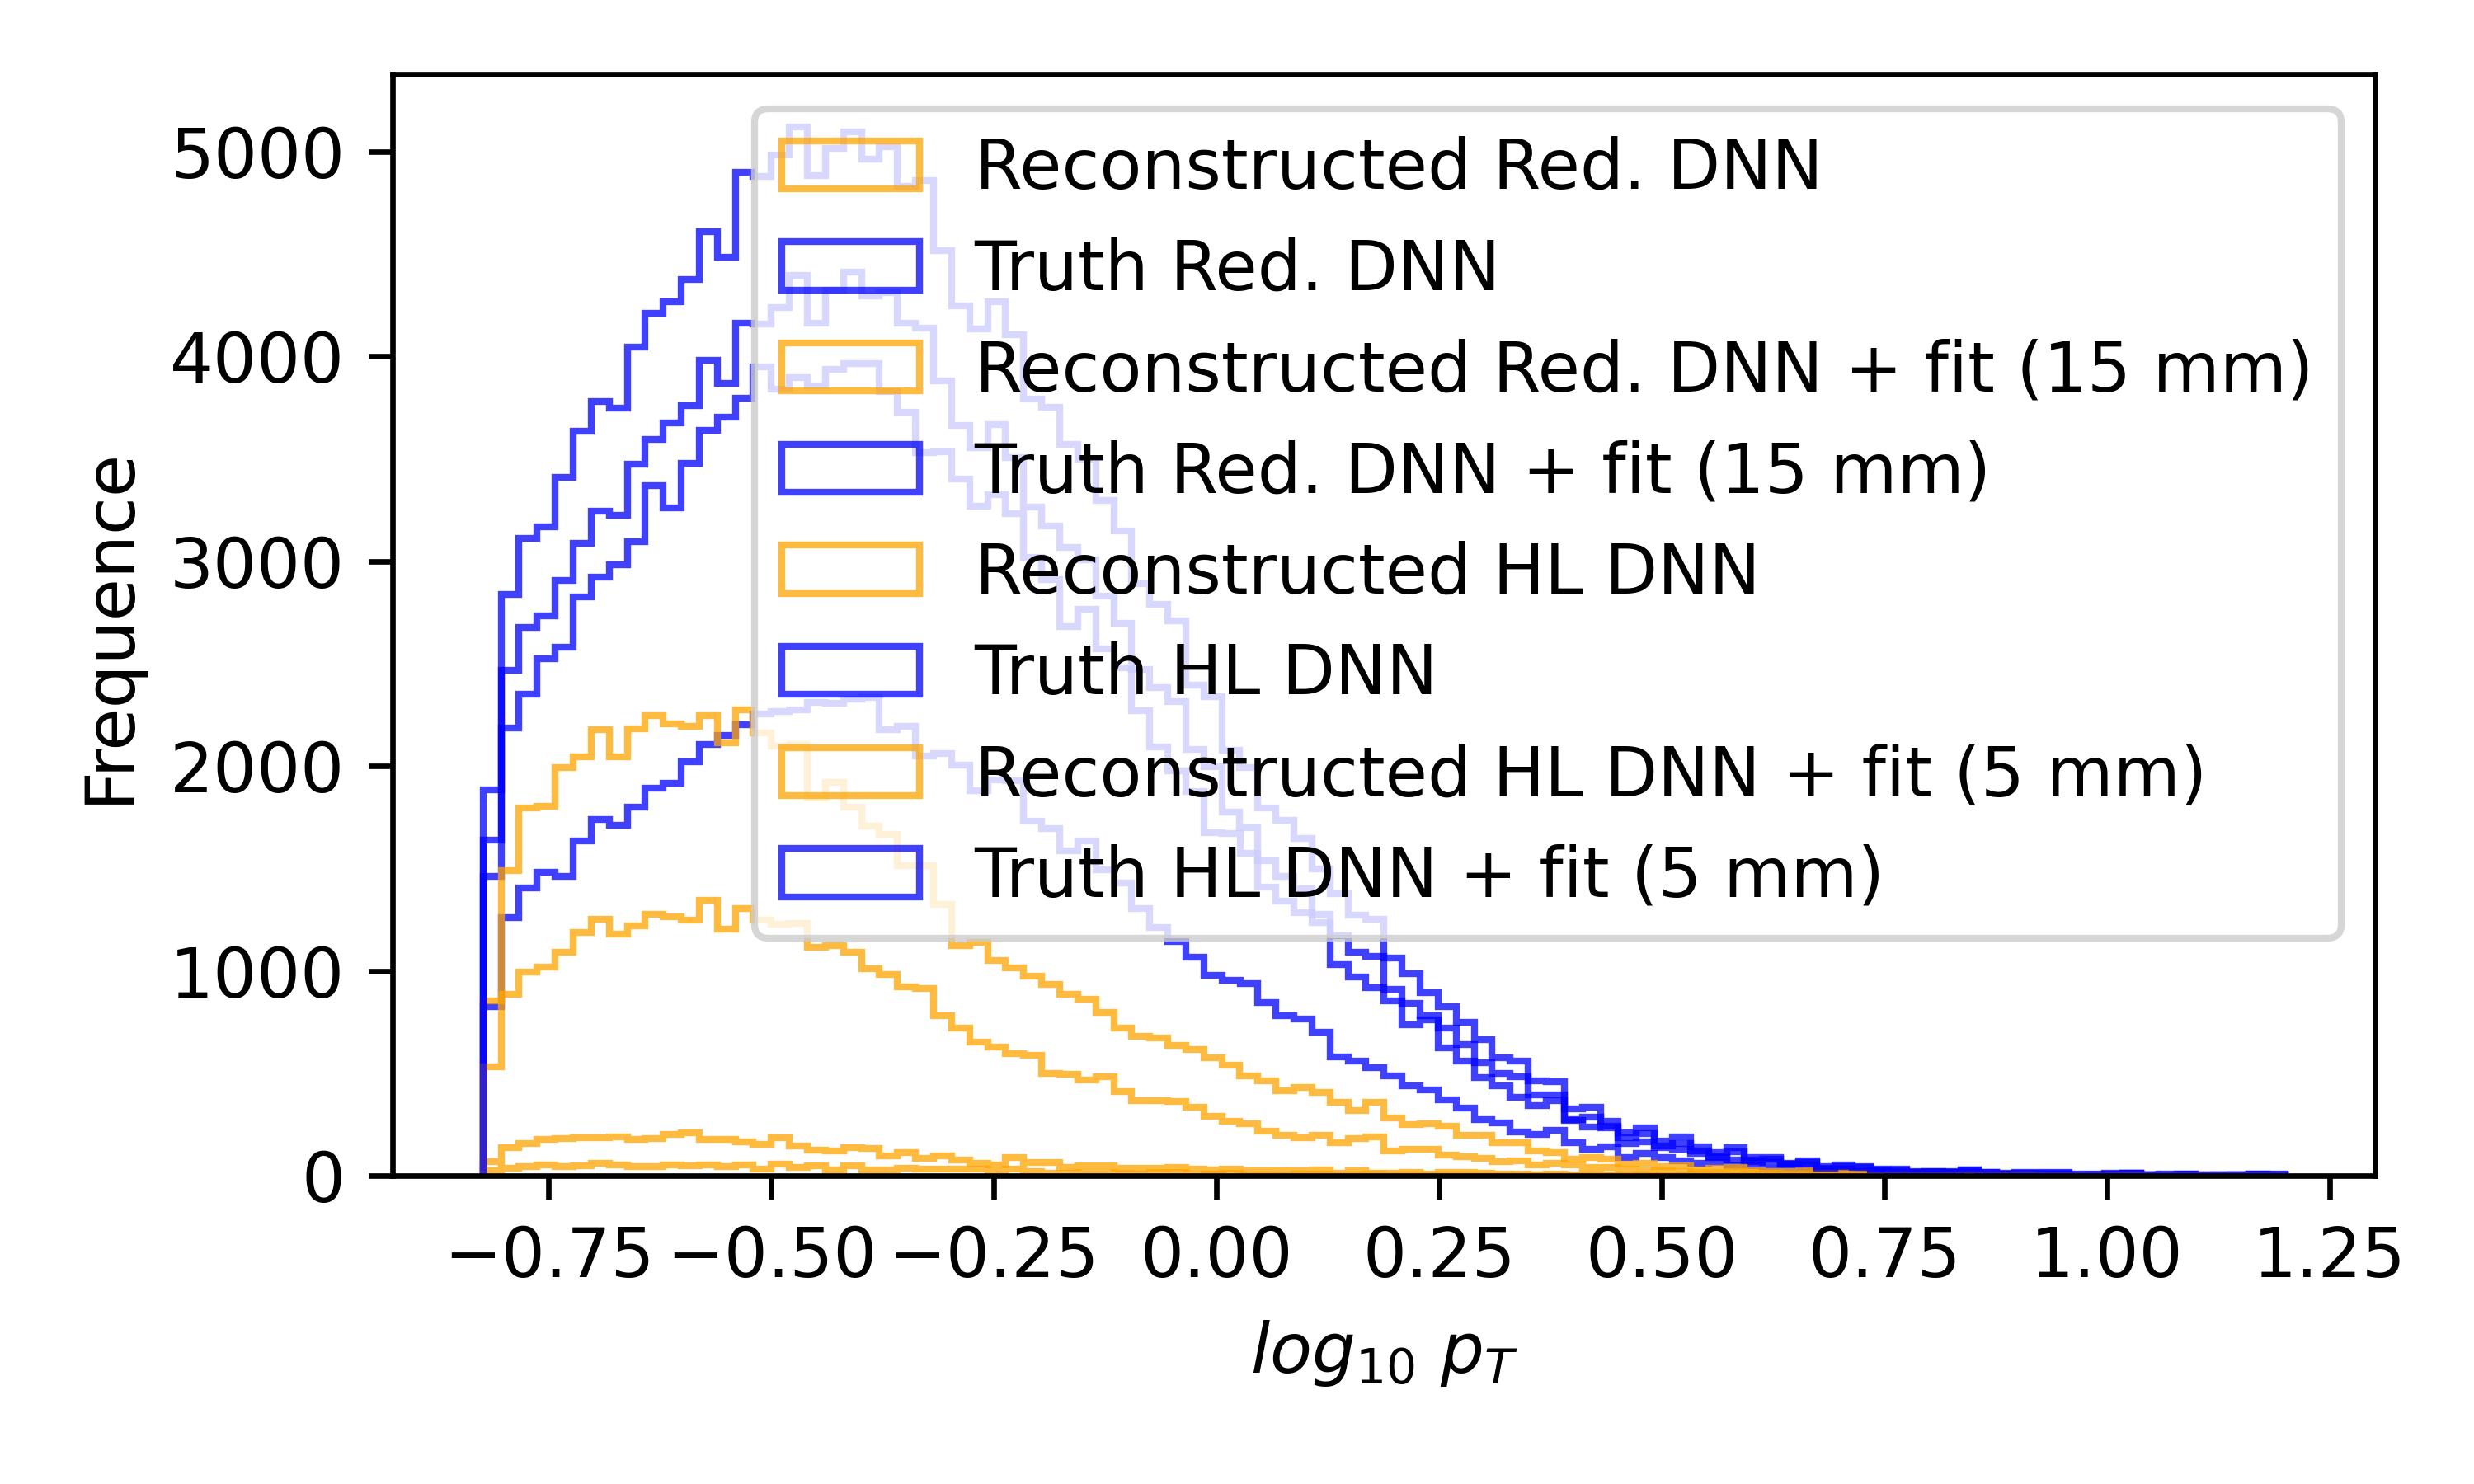 5000
4000
3000
2000
1000
0
Frequence
Reconstructed Red. DNN
Truth Red. DNN
Reconstructed Red. DNN + fit (15 mm)
Truth Red. DNN + fit (15 mm)
Reconstructed HL DNN
Truth HL DNN
Reconstructed HL DNN + fit (5 mm)
Truth HL DNN + fit (5 mm)
−0.75 −0.50 −0.25 0.00 0.25 0.50 0.75 1.00 1.25
log₁₀ p_T